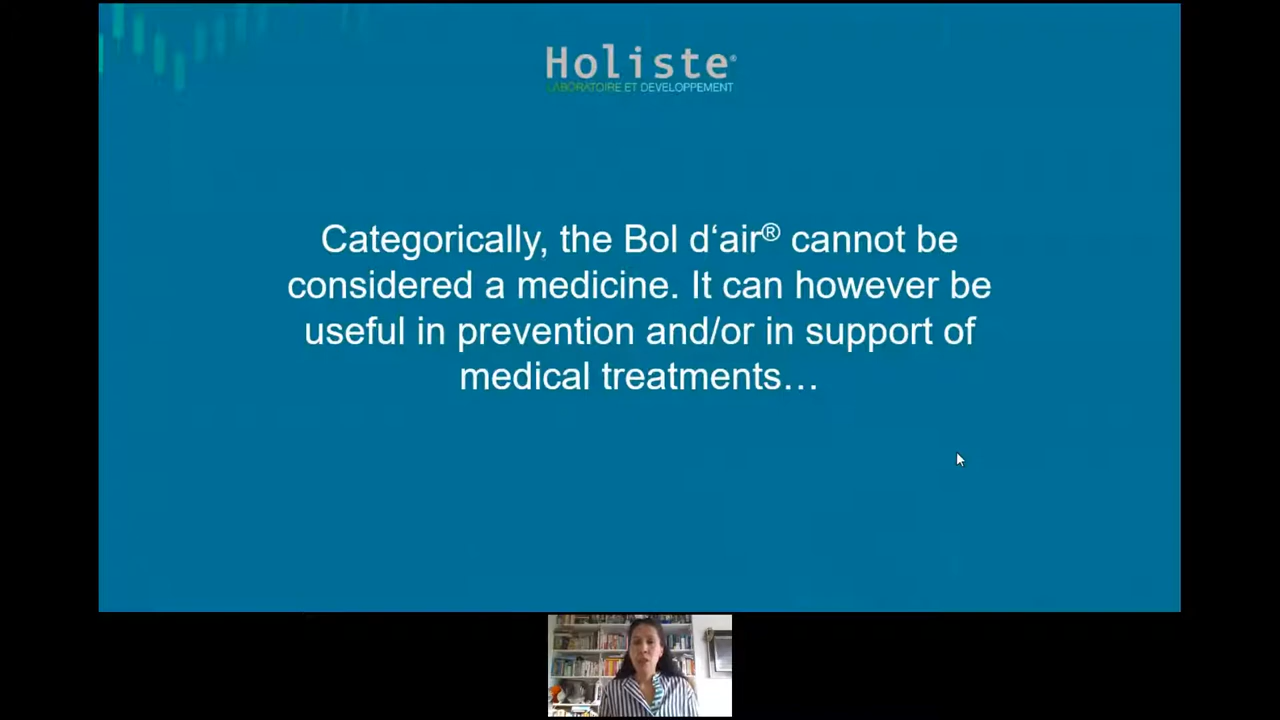 Holiste®
LABORATOIRE ET DEVELOPPEMENT
Categorically, the Bol d‘air® cannot be
considered a medicine. It can however be
useful in prevention and/or in support of
medical treatments…